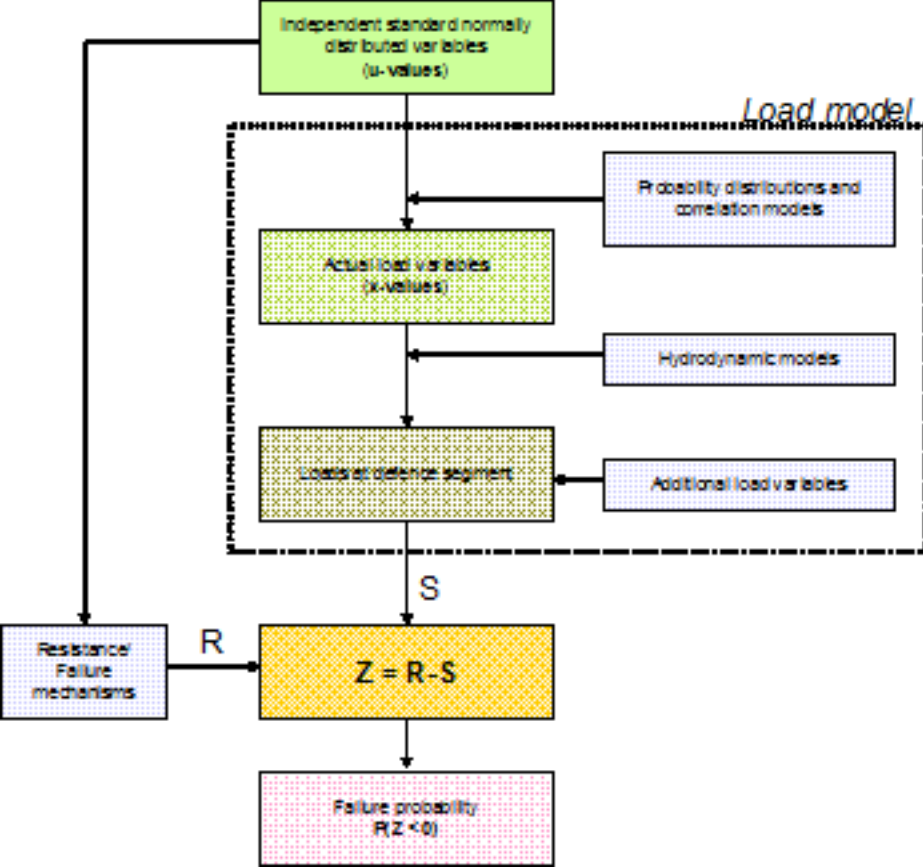 Independent standard normally
distributed variables
(u-values)
Load model
Probability distributions and
correlation models
Actual load variables
(x-values)
Hydrodynamic models
Loads at defence segment
Additional load variables
S
Resistance/
Failure
mechanisms
R
Z = R-S
Failure probability
P(Z <0)